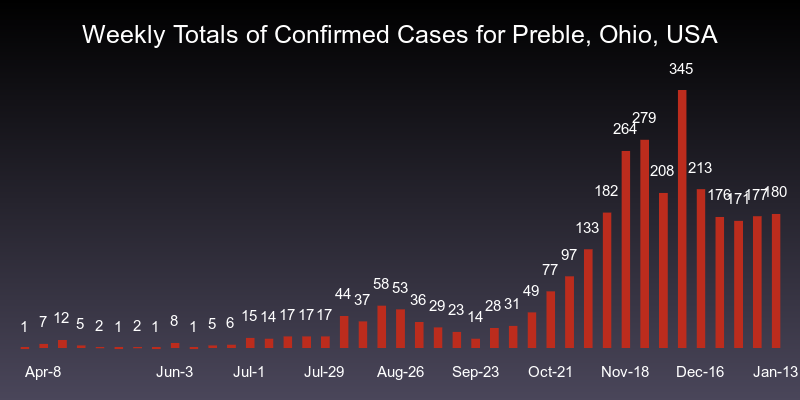 Weekly Totals of Confirmed Cases for Preble, Ohio, USA
1 7 12 5 2 1 2 1 8 1 5 6 15 14 17 17 17 44 37 58 53 36 29 23 14 28 31 49 77 97 133 182 264 279 208 345 213 176 171 177 180
Apr-8 Jun-3 Jul-1 Jul-29 Aug-26 Sep-23 Oct-21 Nov-18 Dec-16 Jan-13